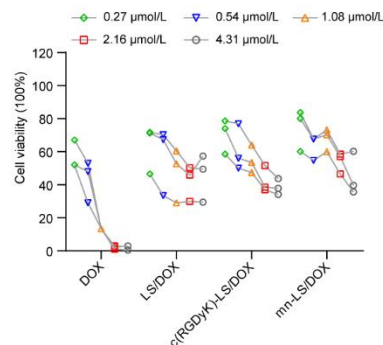 0.27 μmol/L 0.54 μmol/L 1.08 μmol/L
2.16 μmol/L 4.31 μmol/L
Cell viability (100%)
120
100
80
60
40
20
0
DOX
LS/DOX
c(RGDyK)-LS/DOX
mn-LS/DOX